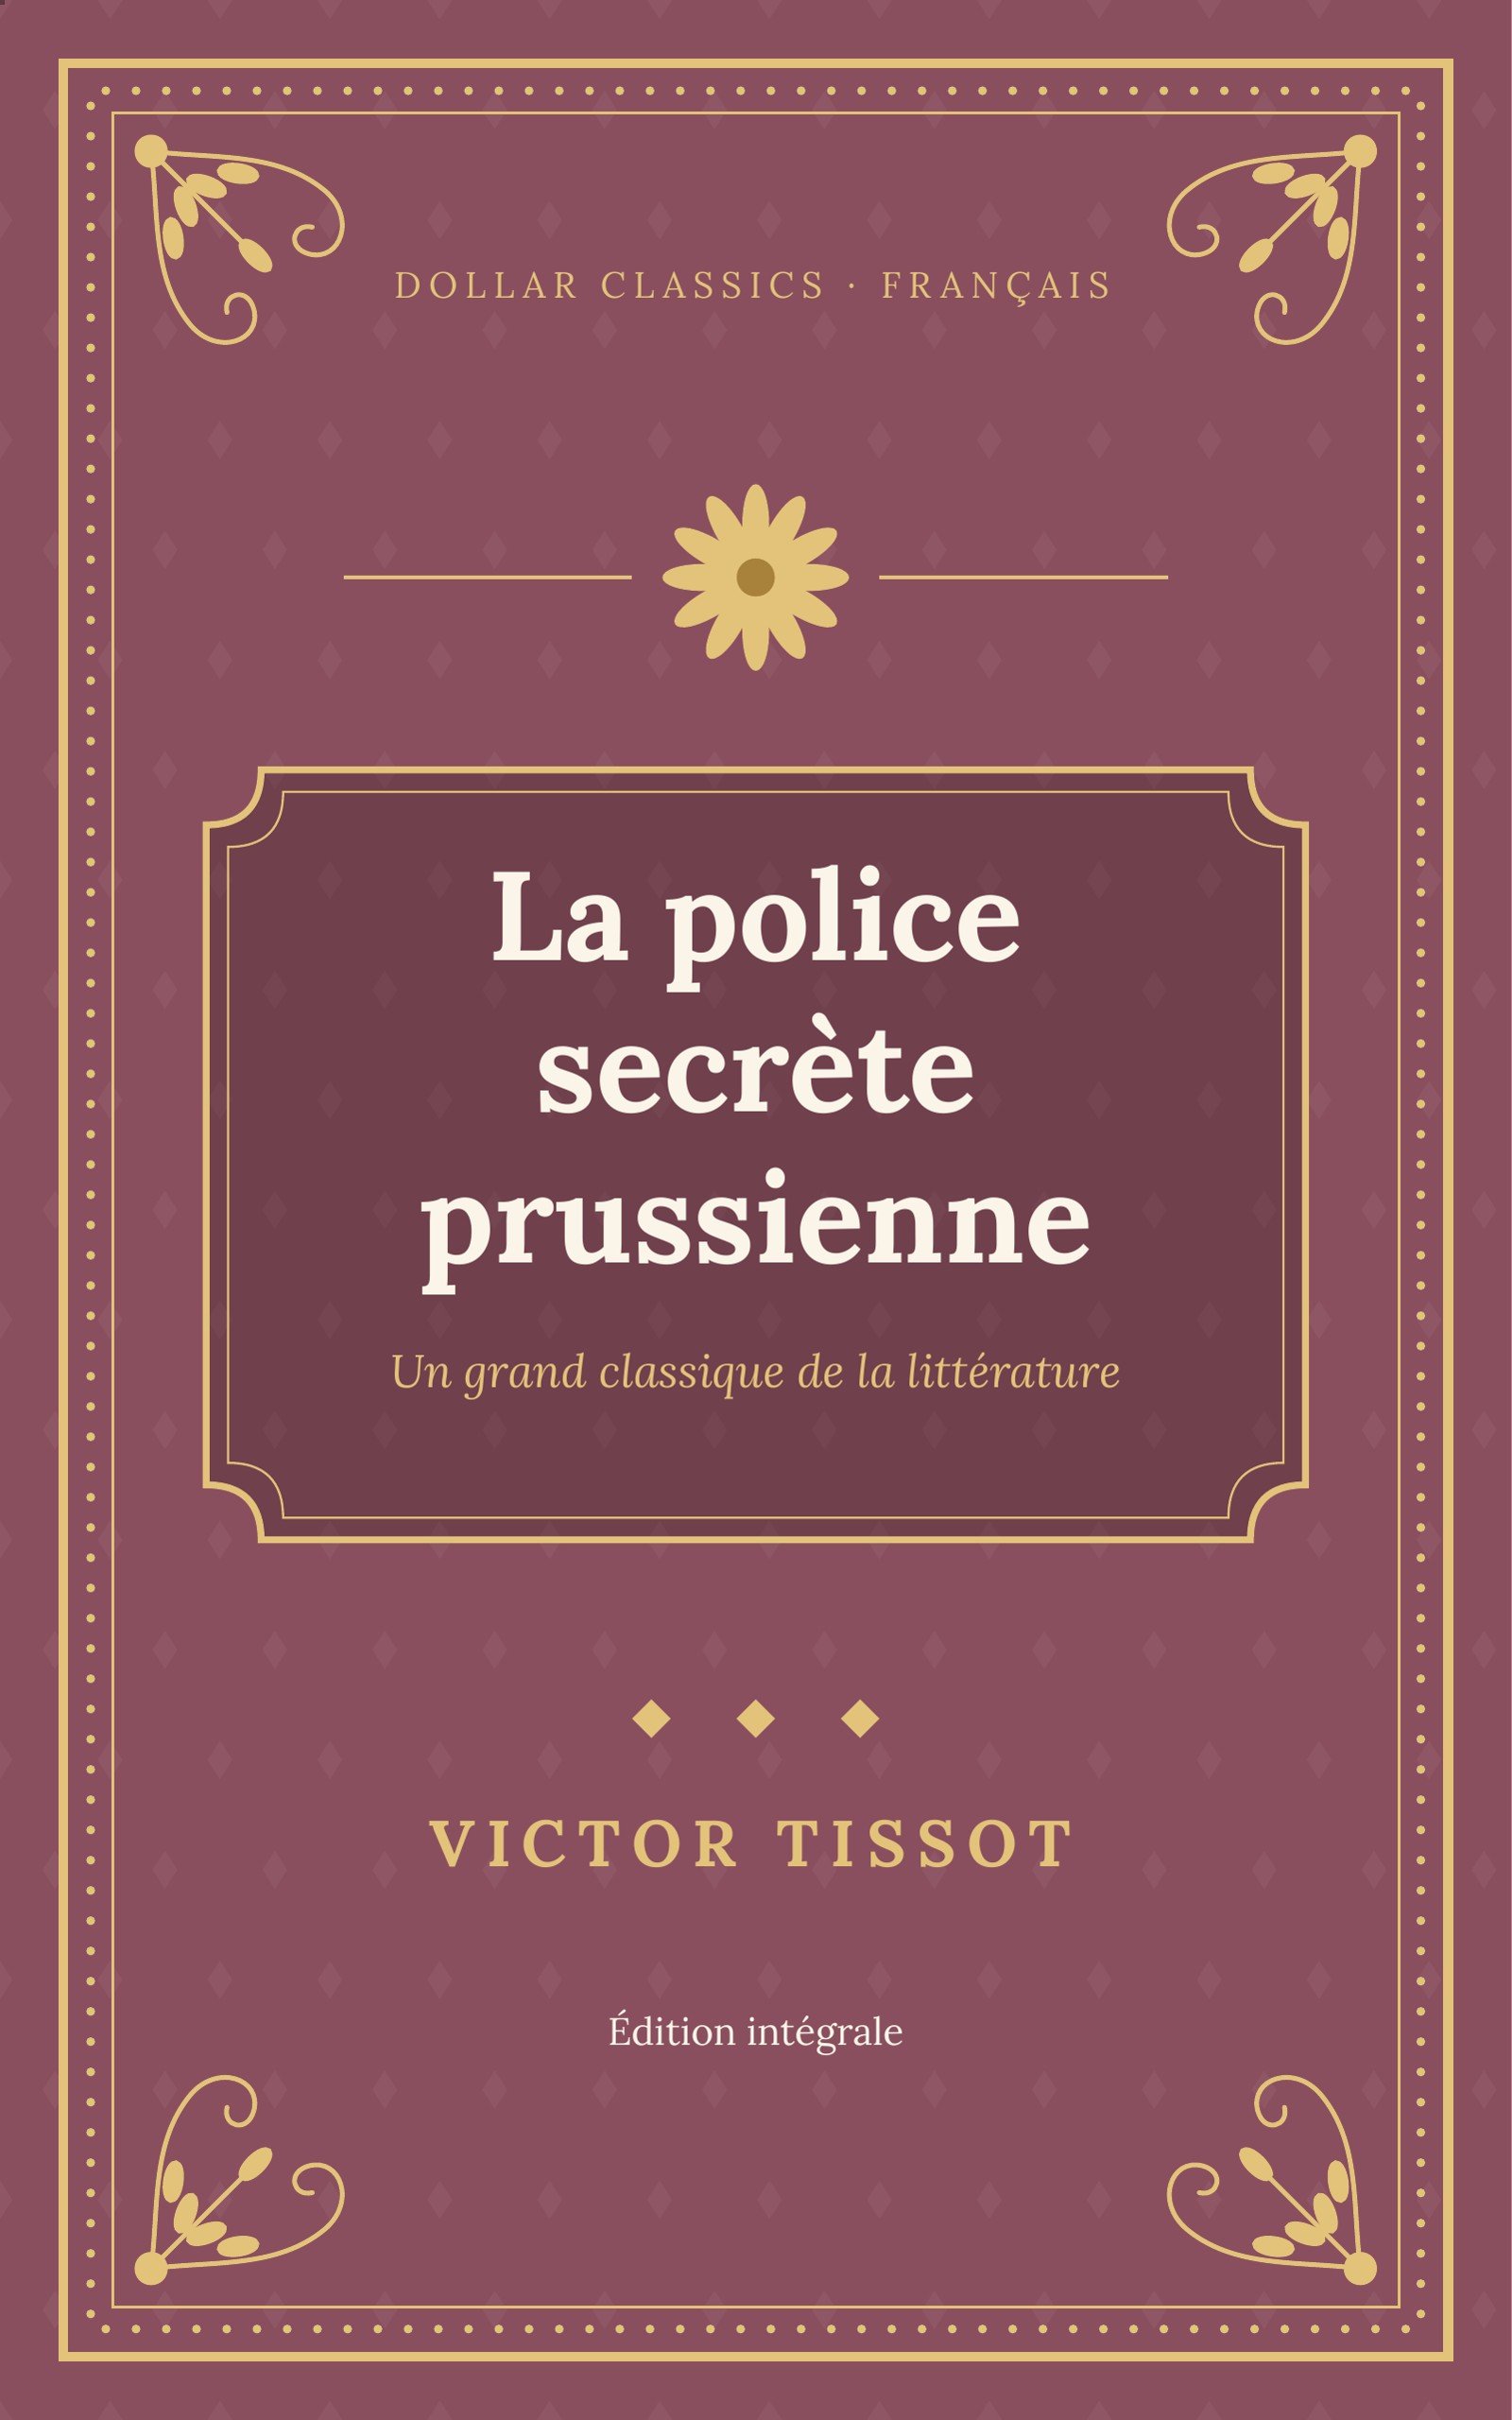 DOLLAR CLASSICS · FRANÇAIS
La police
secrète
prussienne
Un grand classique de la littérature
VICTOR TISSOT
Édition intégrale